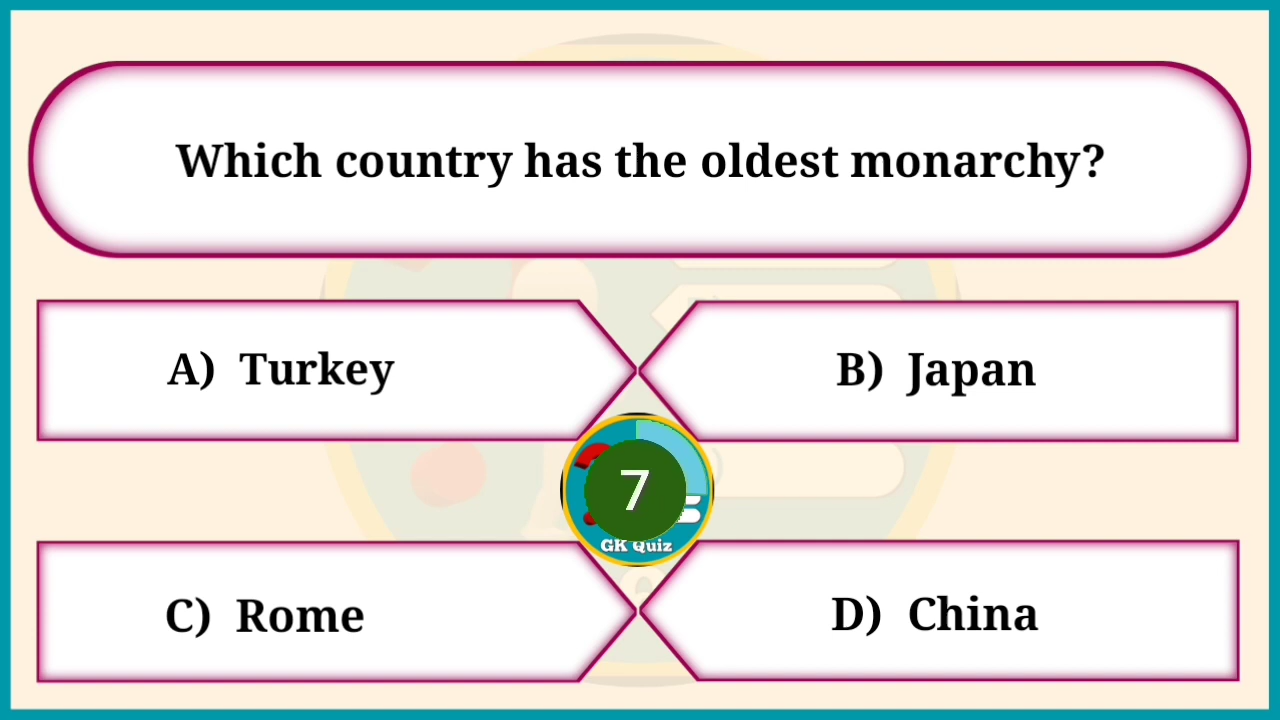 Which country has the oldest monarchy?
A) Turkey
B) Japan
7
GK Quiz
C) Rome
D) China